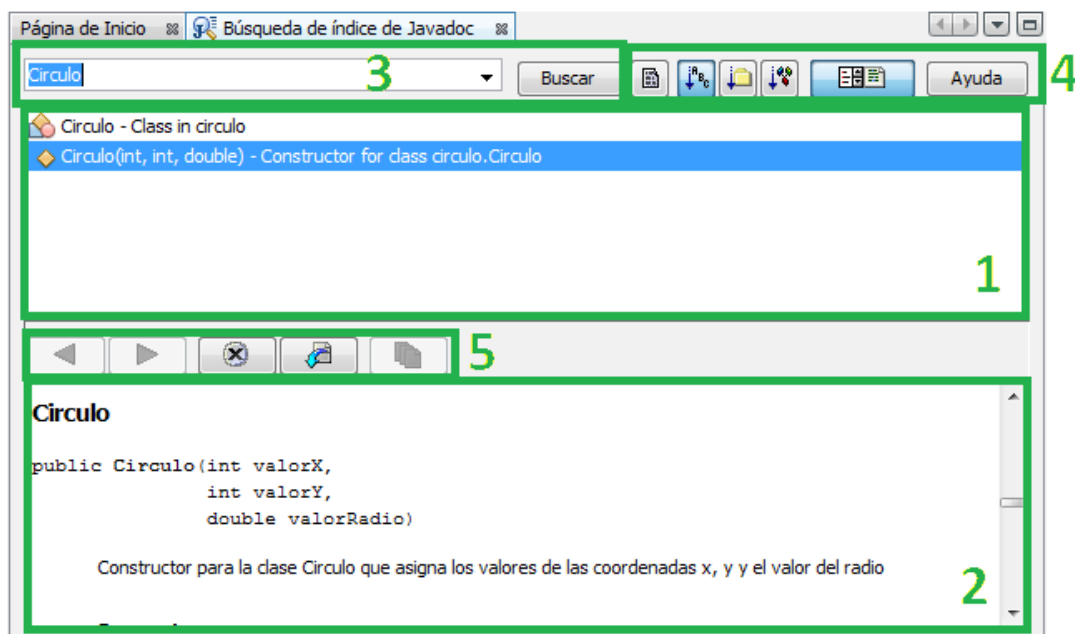 Página de Inicio Búsqueda de índice de Javadoc
Circulo 3 Buscar Ayuda 4
Circulo - Class in circulo
Circulo(int, int, double) - Constructor for class circulo.Circulo
1
5
Circulo
public Circulo(int valorX,
int valorY,
double valorRadio)
Constructor para la clase Circulo que asigna los valores de las coordenadas x, y y el valor del radio
2